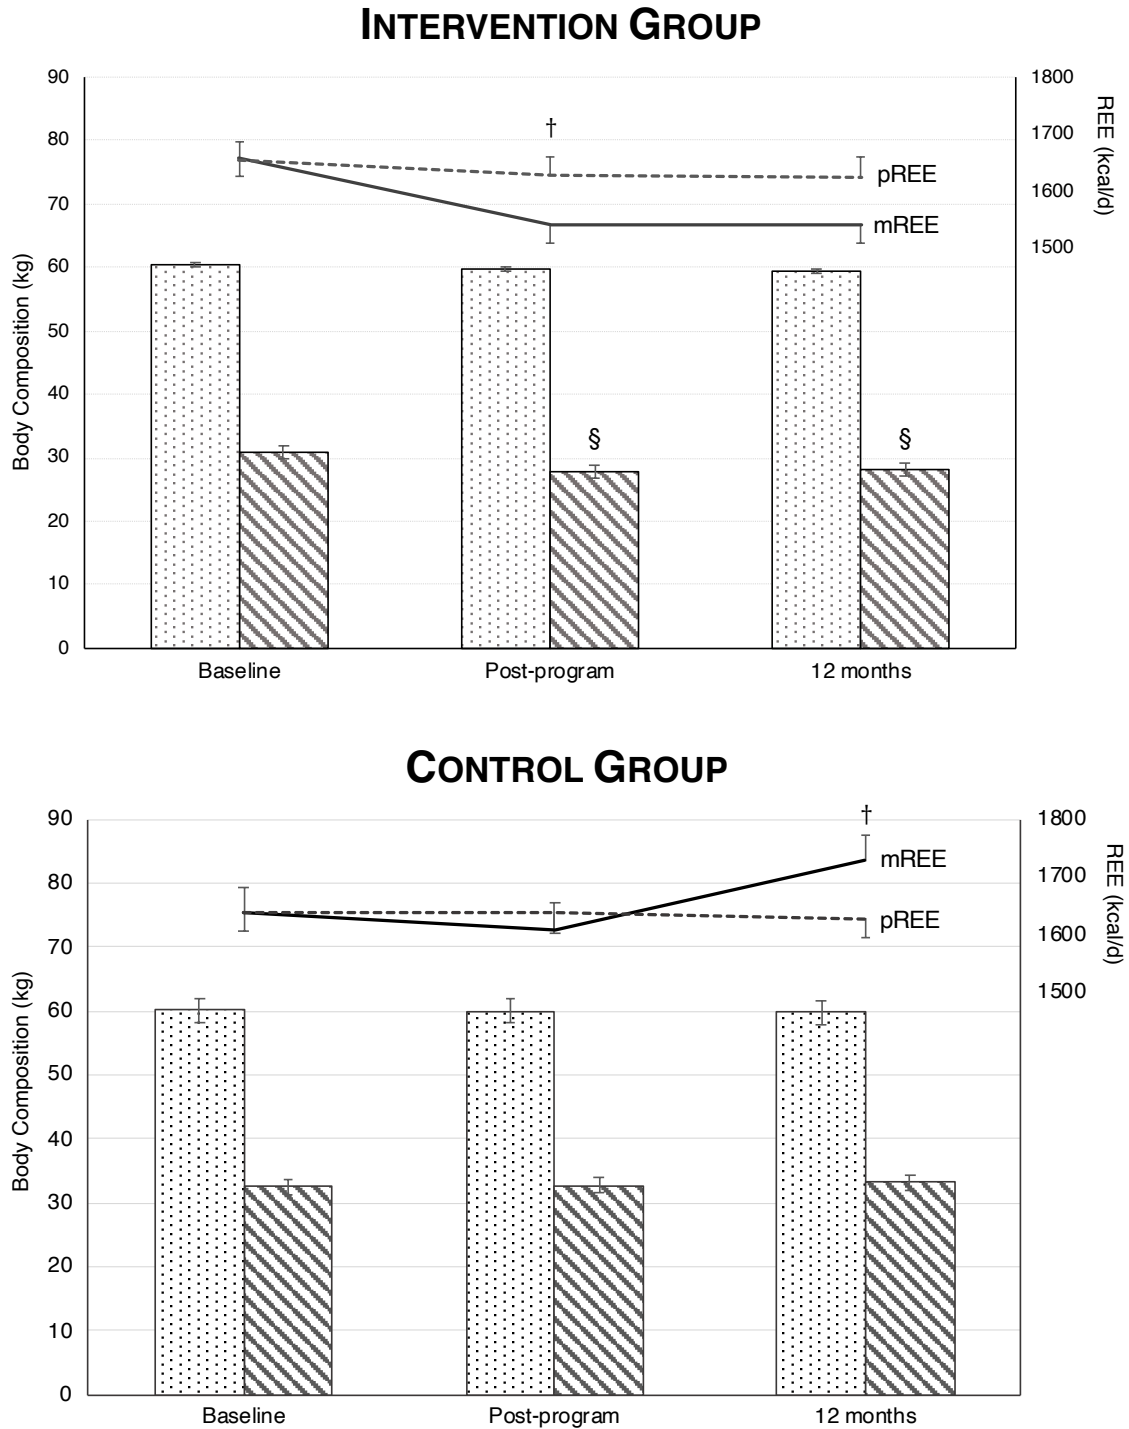 INTERVENTION GROUP
90
80
70
60
50
40
30
20
10
0
Body Composition (kg)
1800
1700
1600
1500
REE (kcal/d)
†
pREE
mREE
§
§
Baseline
Post-program
12 months
CONTROL GROUP
90
80
70
60
50
40
30
20
10
0
Body Composition (kg)
1800
1700
1600
1500
REE (kcal/d)
†
mREE
pREE
Baseline
Post-program
12 months